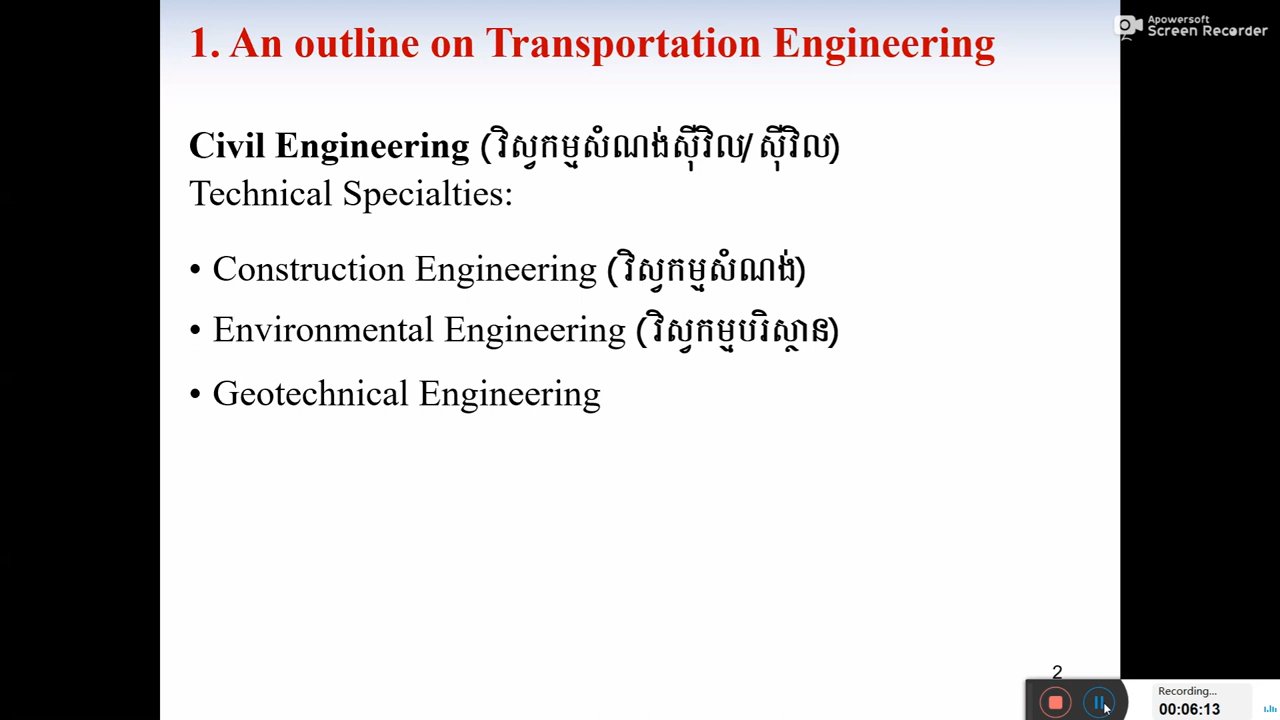 1. An outline on Transportation Engineering
Apowersoft
Screen Recorder
Civil Engineering (វិស្វកម្មសំណង់ស៊ីវិល/ ស៊ីវិល)
Technical Specialties:
• Construction Engineering (វិស្វកម្មសំណង់)
• Environmental Engineering (វិស្វកម្មបរិស្ថាន)
• Geotechnical Engineering
2
Recording...
00:06:13